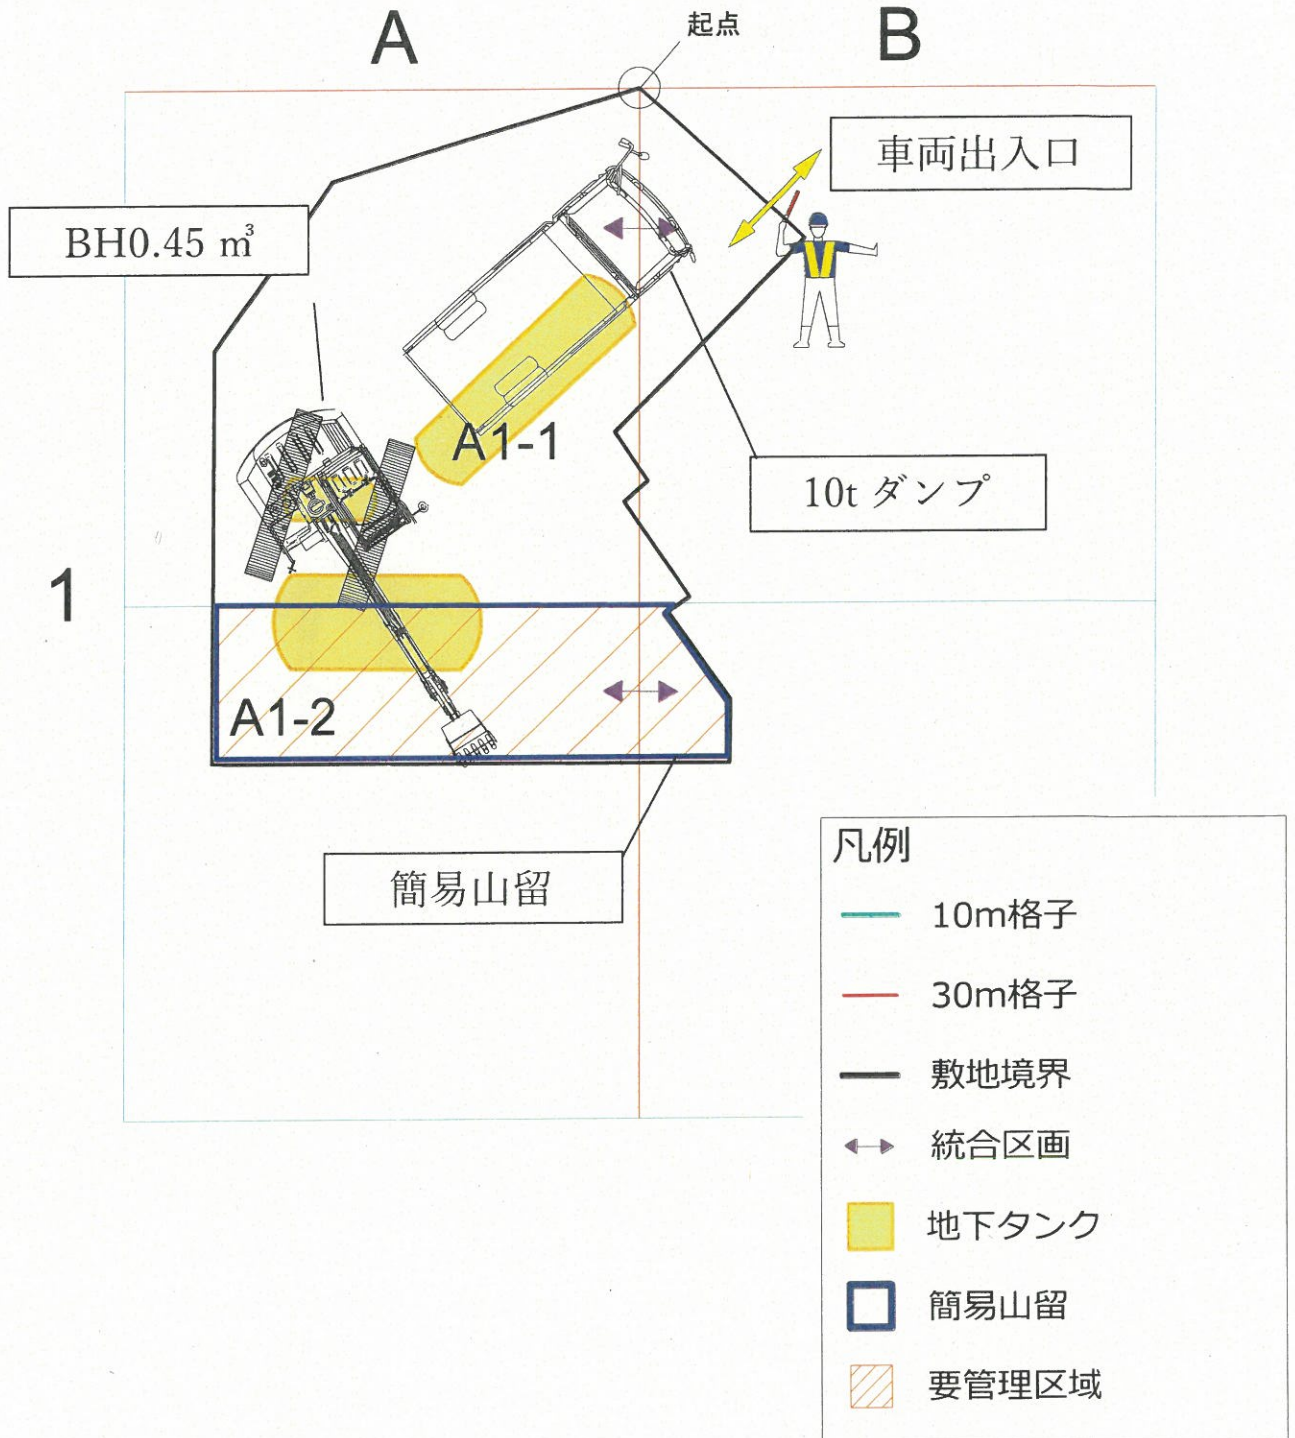 A
起点
B
車両出入口
BH0.45 ㎥
A1-1
10t ダンプ
1
A1-2
簡易山留
凡例
10m格子
30m格子
敷地境界
統合区画
地下タンク
簡易山留
要管理区域